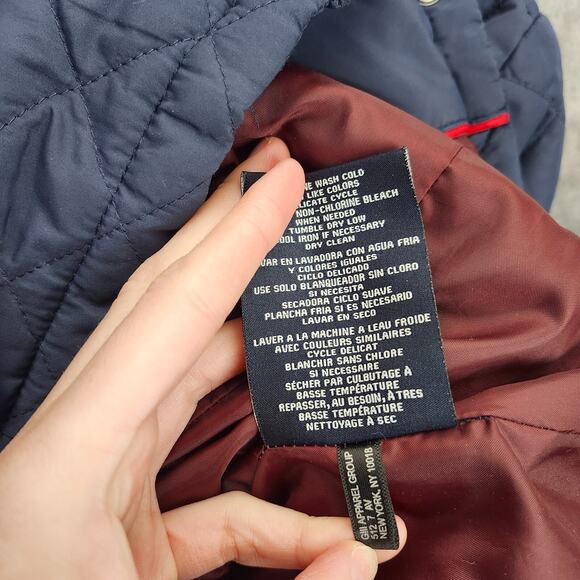 WASH COLD
LIKE COLORS
CYCLE
NON-CHLORINE BLEACH
WHEN NEEDED
TUMBLE DRY LOW
IRON IF NECESSARY
DRY CLEAN
LAVAR EN LAVADORA CON AGUA FRIA
Y COLORES IGUALES
CICLO DELICADO
USE SOLO BLANQUEADOR SIN CLORO
SI NECESITA
SECADORA CICLO SUAVE
PLANCHA FRIA SI ES NECESARIO
LAVAR EN SECO
LAVER A LA MACHINE A LEAU FROIDE
AVEC COULEURS SIMILAIRES
CYCLE DELICAT
BLANCHIR SANS CHLORE
SI NECESSAIRE
SÉCHER PAR CULBUTAGE À
BASSE TEMPÉRATURE
REPASSER, AU BESOIN, À TRES
BASSE TEMPÉRATURE
NETTOYAGE À SEC
GIII APPAREL GROUP
512 7 AV
NEW YORK, NY 10018